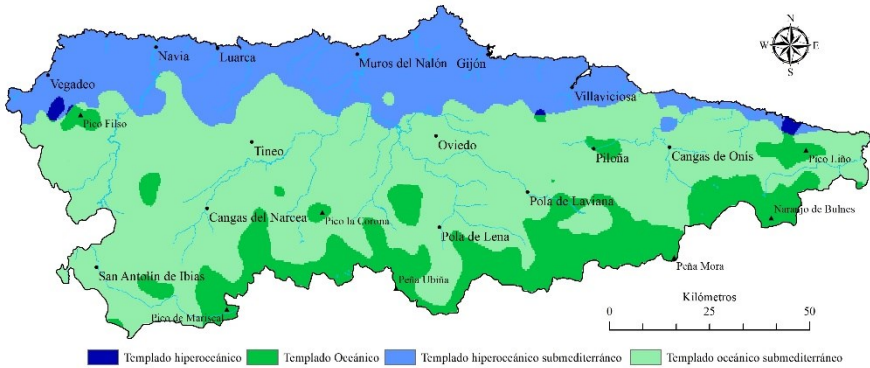 N
W E
S
Navia
Luarca
Muros del Nalón
Gijón
Vegadeo
Villaviciosa
Pico Filso
Oviedo
Tineo
Piloña
Cangas de Onís
Pico Liño
Cangas del Narcea
Pico la Corona
Pola de Laviana
Naranjo de Bulnes
Pola de Lena
San Antolín de Ibias
Peña Ubiña
Peña Mora
Pico de Mariscal
Kilómetros
0 25 50
Templado hiperoceánico Templado Oceánico Templado hiperoceánico submediterráneo Templado oceánico submediterráneo